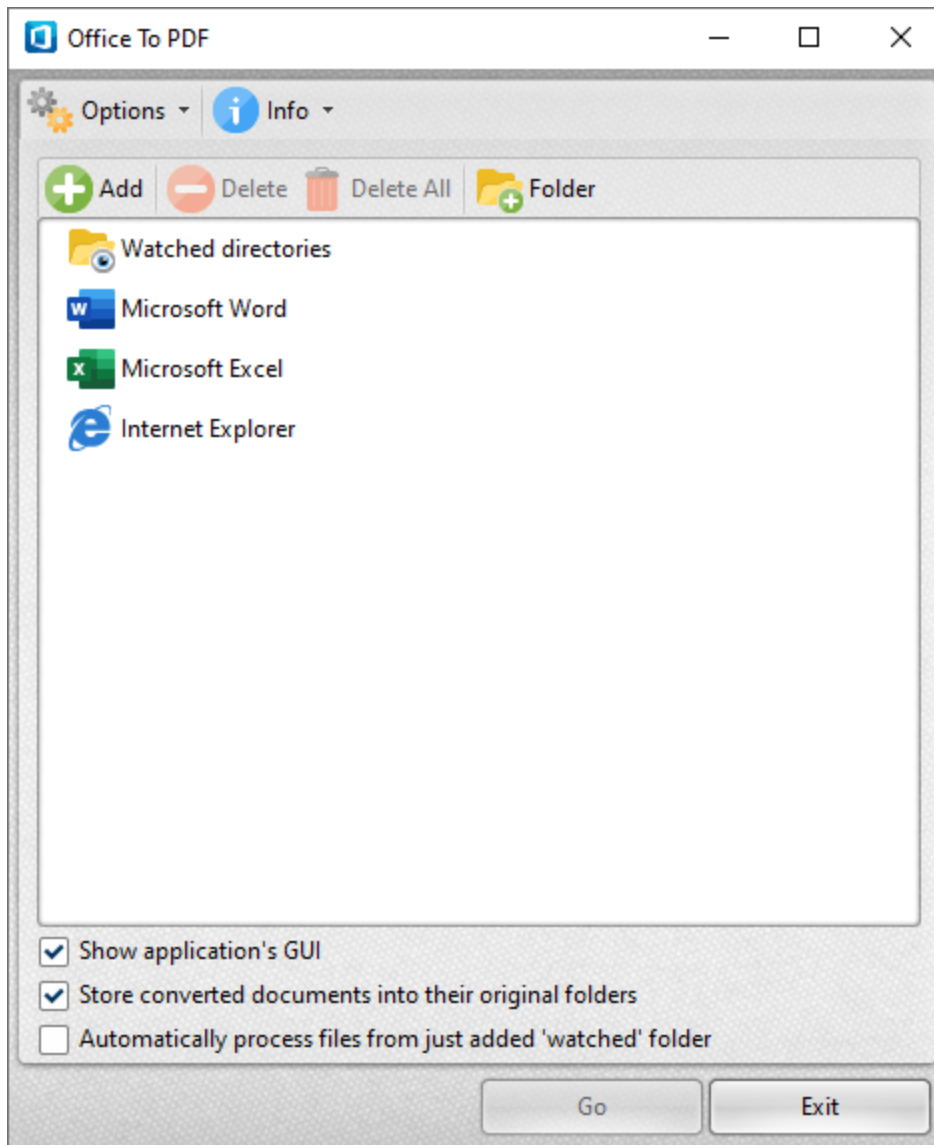 Office To PDF
Options Info
Add Delete Delete All Folder
Watched directories
Microsoft Word
Microsoft Excel
Internet Explorer
Show application's GUI
Store converted documents into their original folders
Automatically process files from just added 'watched' folder
Go Exit